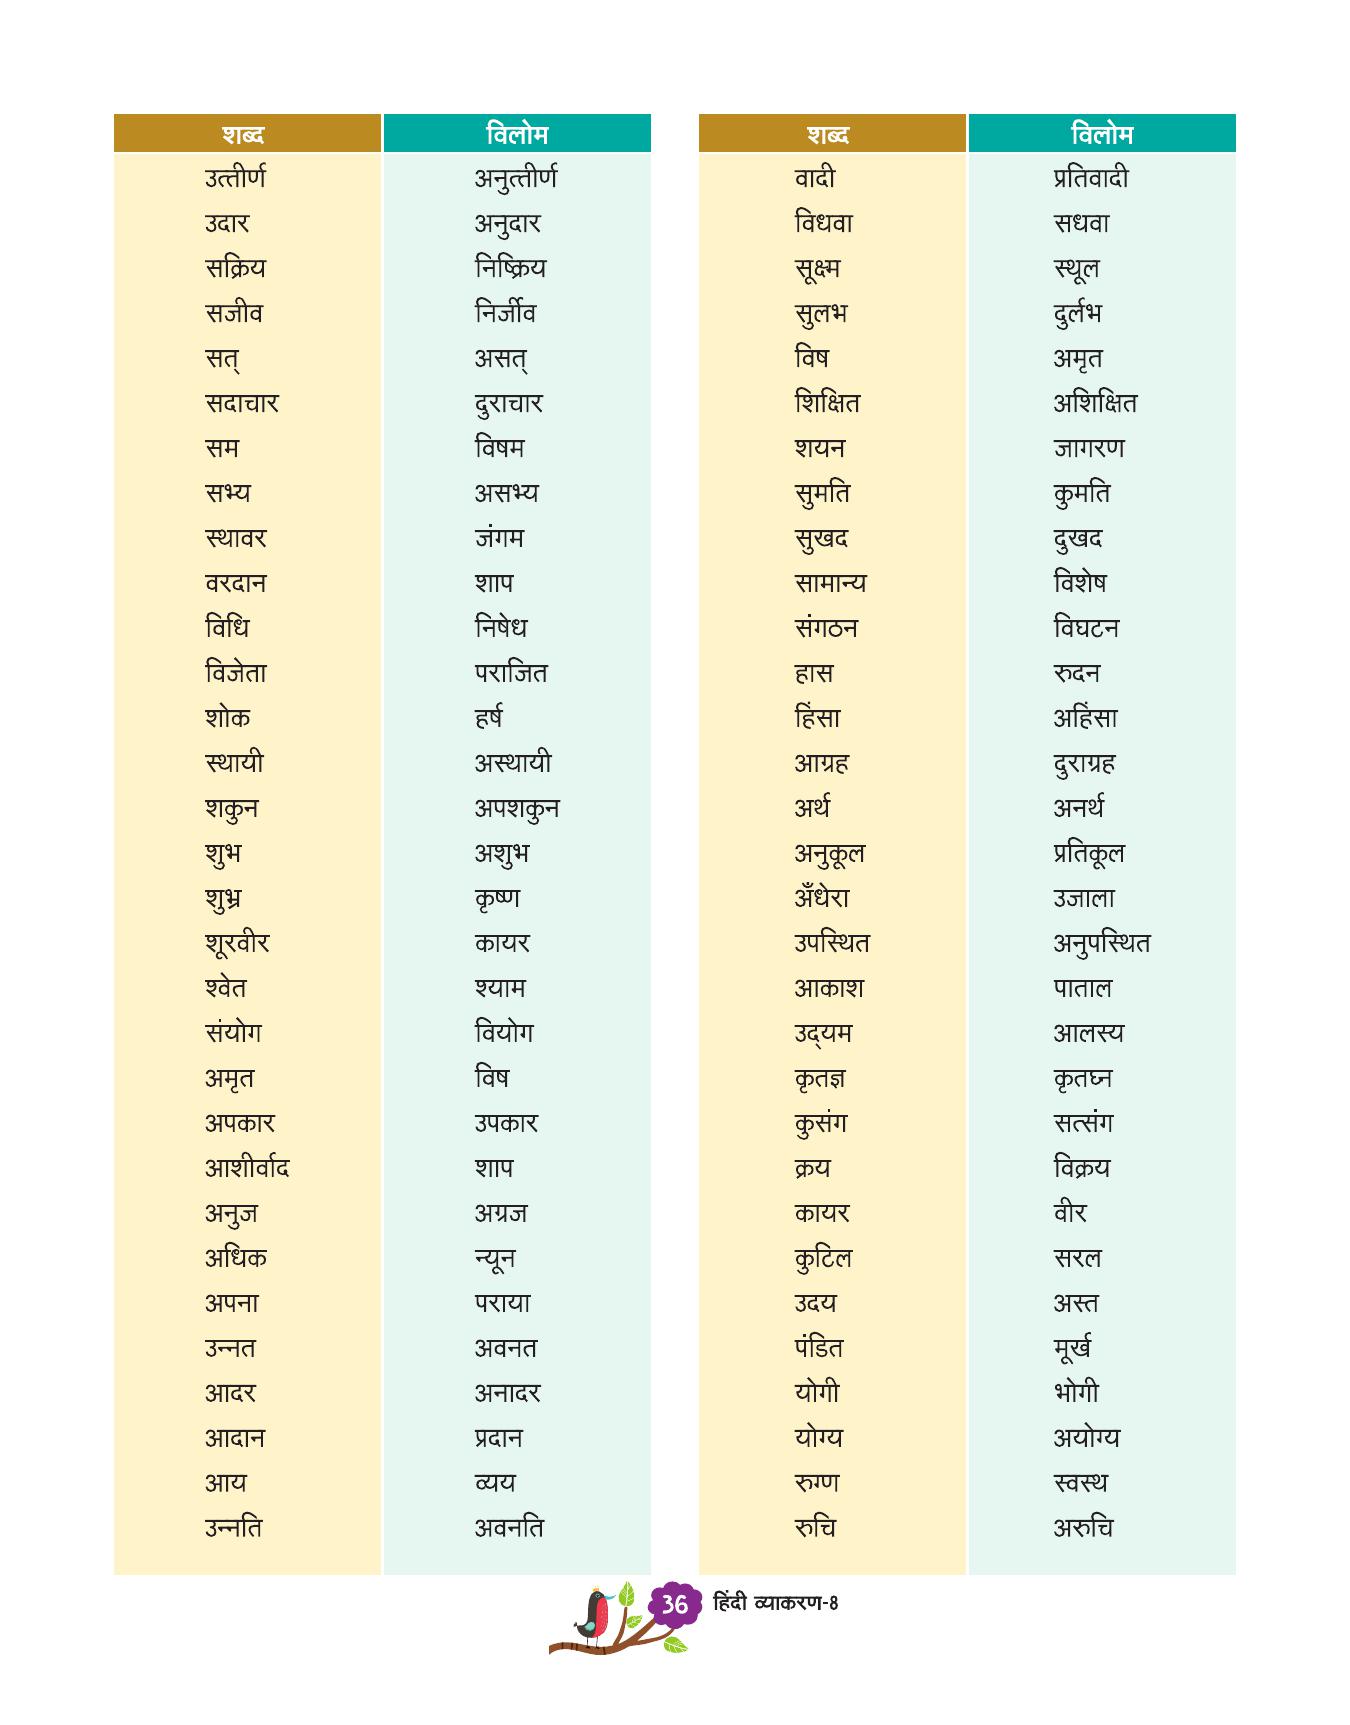 शब्द विलोम
उत्तीर्ण अनुत्तीर्ण
उदार अनुदार
सक्रिय निष्क्रिय
सजीव निर्जीव
सत् असत्
सदाचार दुराचार
सम विषम
सभ्य असभ्य
स्थावर जंगम
वरदान शाप
विधि निषेध
विजेता पराजित
शोक हर्ष
स्थायी अस्थायी
शकुन अपशकुन
शुभ अशुभ
शुभ्र कृष्ण
शूरवीर कायर
श्वेत श्याम
संयोग वियोग
अमृत विष
अपकार उपकार
आशीर्वाद शाप
अनुज अग्रज
अधिक न्यून
अपना पराया
उन्नत अवनत
आदर अनादर
आदान प्रदान
आय व्यय
उन्नति अवनति
शब्द विलोम
वादी प्रतिवादी
विधवा सधवा
सूक्ष्म स्थूल
सुलभ दुर्लभ
विष अमृत
शिक्षित अशिक्षित
शयन जागरण
सुमति कुमति
सुखद दुखद
सामान्य विशेष
संगठन विघटन
हास रुदन
हिंसा अहिंसा
आग्रह दुराग्रह
अर्थ अनर्थ
अनुकूल प्रतिकूल
अँधेरा उजाला
उपस्थित अनुपस्थित
आकाश पाताल
उद्‌यम आलस्य
कृतज्ञ कृतघ्न
कुसंग सत्संग
क्रय विक्रय
कायर वीर
कुटिल सरल
उदय अस्त
पंडित मूर्ख
योगी भोगी
योग्य अयोग्य
रुग्ण स्वस्थ
रुचि अरुचि
36 हिंदी व्याकरण-8